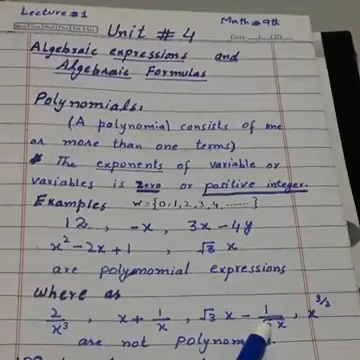 Lecture #1
Math # 9th
Unit # 4
Date __/__/20__
Algebraic expressions and
Algebraic Formulas
Polynomials:
(A polynomial consists of one
or more than one terms)
* The exponents of variable or
variables is zero or positive integer.
Examples W = {0, 1, 2, 3, 4, ......}
12, -x, 3x - 4y
x² - 2x + 1, √3 x
are polynomial expressions
where as
2/x³, x + 1/x, √3 x - 1/ x, x^3/2
are not polynom